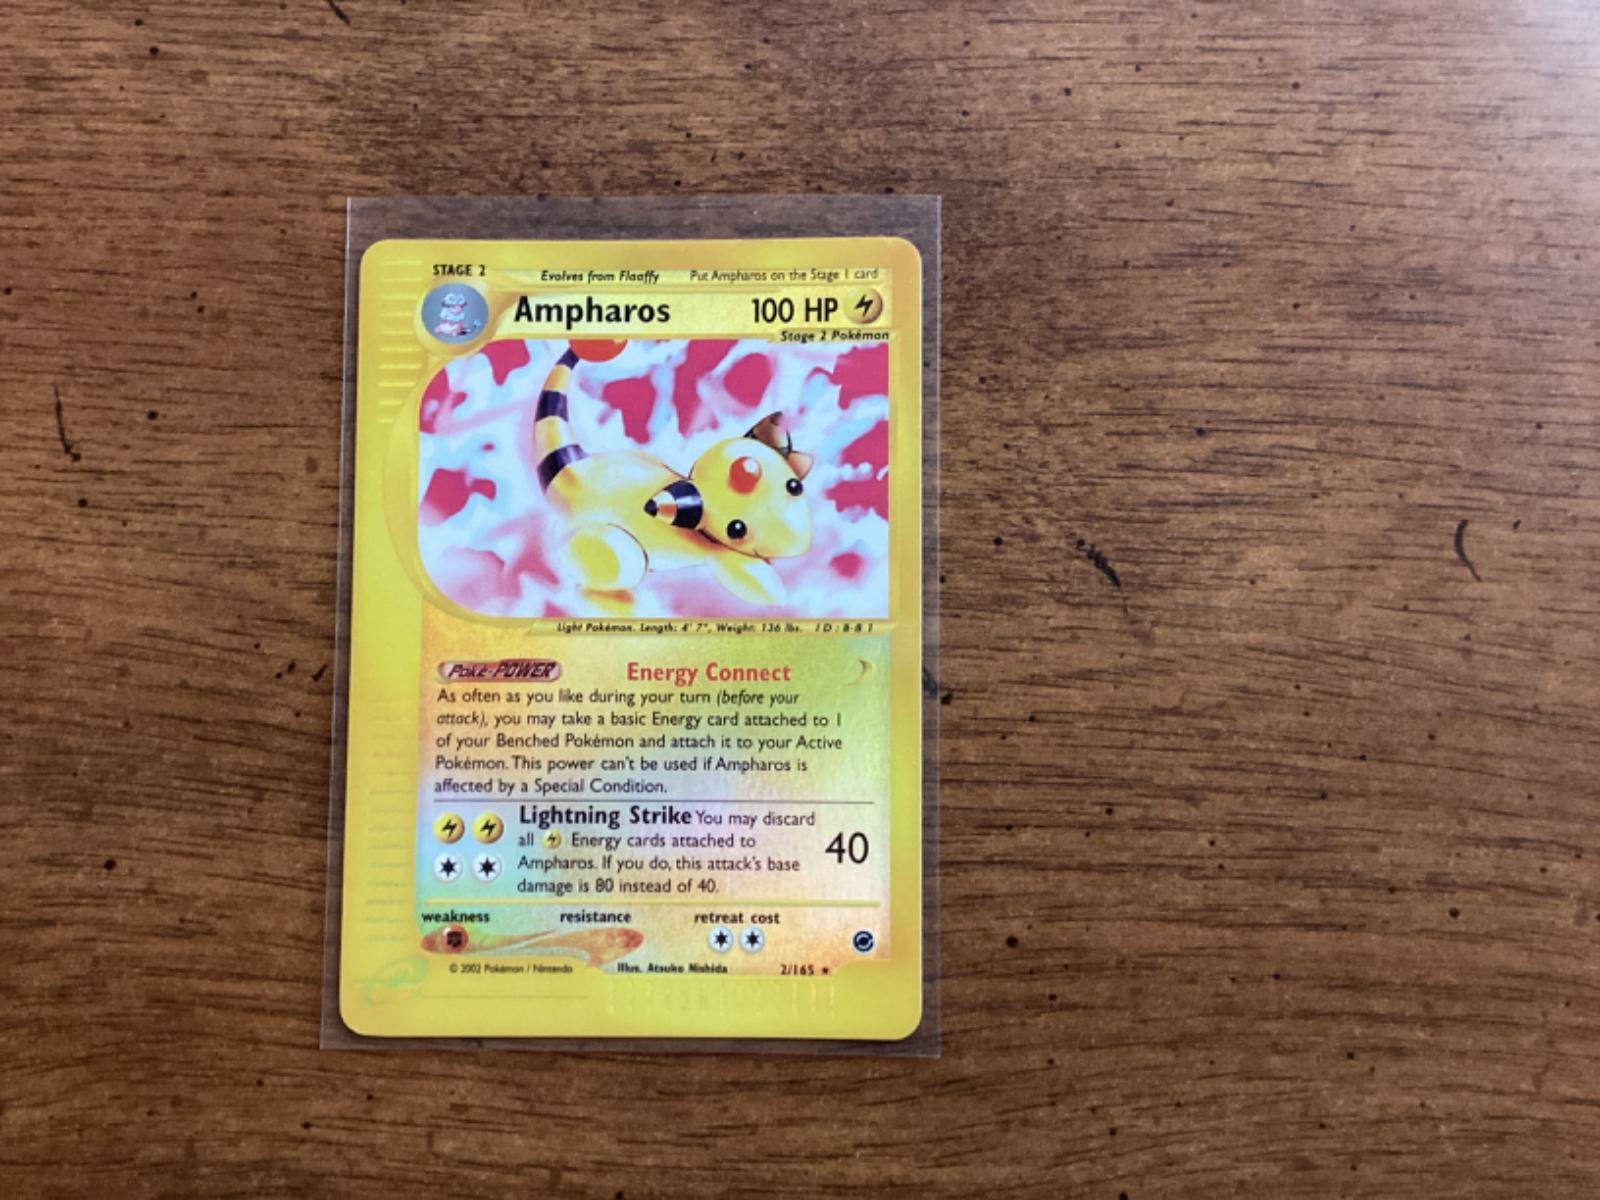 STAGE 2 Evolves from Flaaffy Put Ampharos on the Stage 1 card
Ampharos 100 HP
Stage 2 Pokémon
Light Pokémon. Length: 4' 7", Weight: 136 lbs. ID: B-B 1
Poké-POWER Energy Connect
As often as you like during your turn (before your
attack), you may take a basic Energy card attached to 1
of your Benched Pokémon and attach it to your Active
Pokémon. This power can't be used if Ampharos is
affected by a Special Condition.
Lightning Strike You may discard
all Energy cards attached to
Ampharos. If you do, this attack's base
damage is 80 instead of 40.
40
weakness resistance retreat cost
© 2002 Pokémon / Nintendo Illus. Atsuko Nishida 2/165